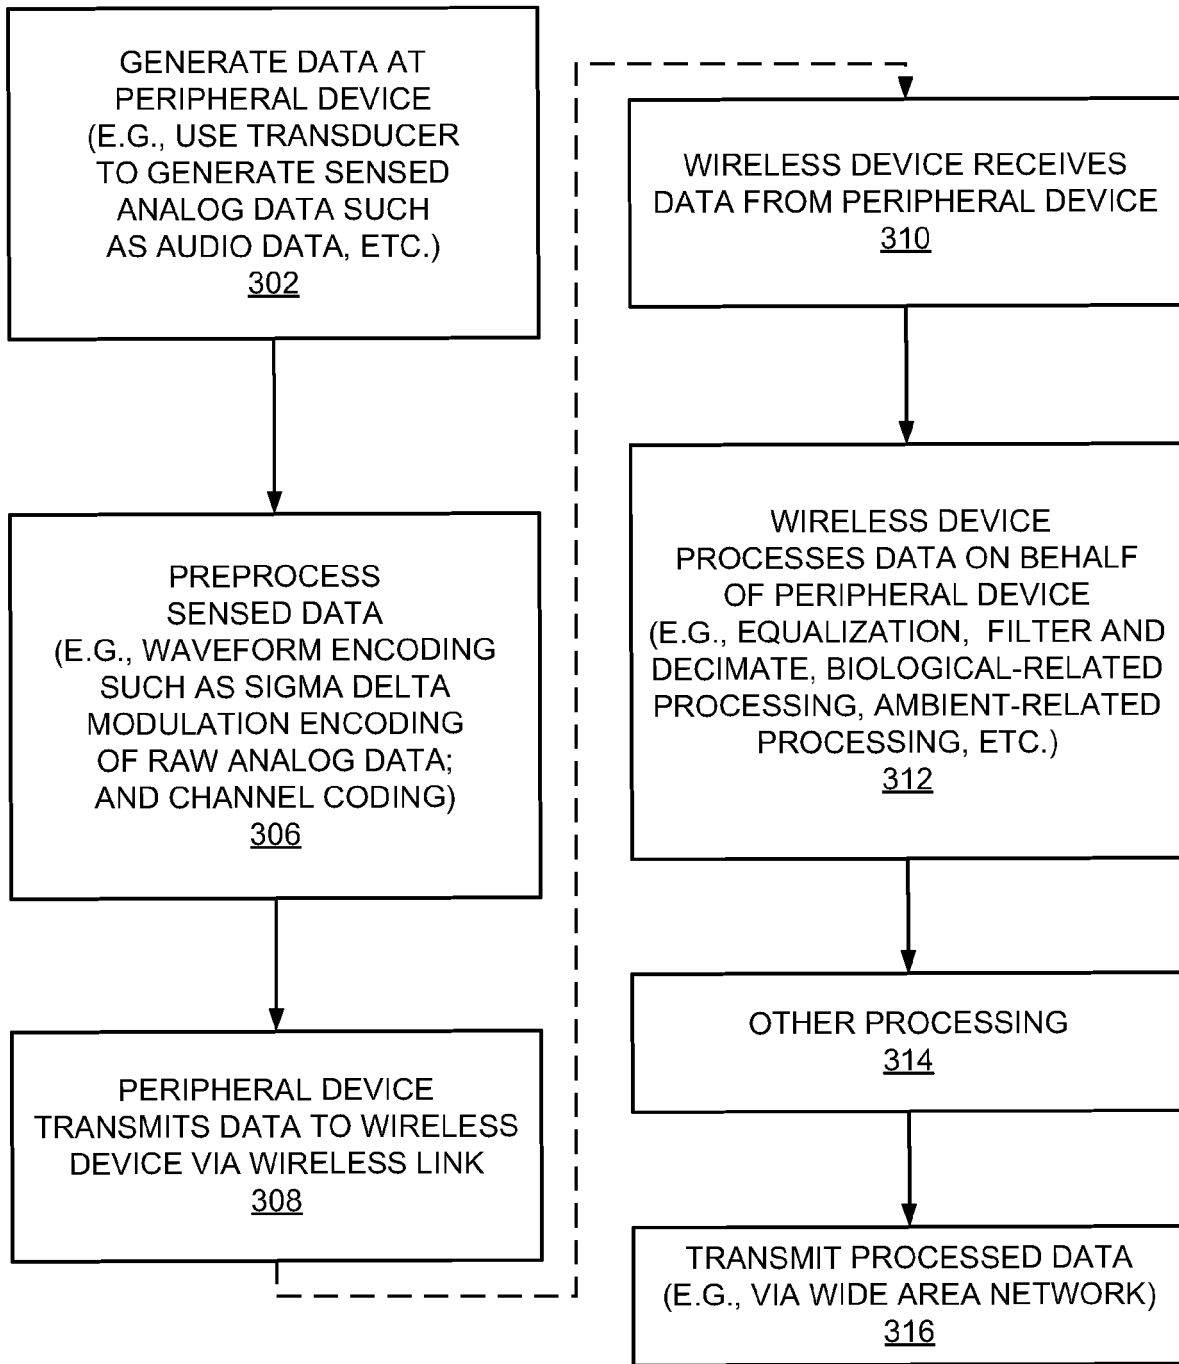 GENERATE DATA AT
PERIPHERAL DEVICE
(E.G., USE TRANSDUCER
TO GENERATE SENSED
ANALOG DATA SUCH
AS AUDIO DATA, ETC.)
302
PREPROCESS
SENSED DATA
(E.G., WAVEFORM ENCODING
SUCH AS SIGMA DELTA
MODULATION ENCODING
OF RAW ANALOG DATA;
AND CHANNEL CODING)
306
PERIPHERAL DEVICE
TRANSMITS DATA TO WIRELESS
DEVICE VIA WIRELESS LINK
308
WIRELESS DEVICE RECEIVES
DATA FROM PERIPHERAL DEVICE
310
WIRELESS DEVICE
PROCESSES DATA ON BEHALF
OF PERIPHERAL DEVICE
(E.G., EQUALIZATION, FILTER AND
DECIMATE, BIOLOGICAL-RELATED
PROCESSING, AMBIENT-RELATED
PROCESSING, ETC.)
312
OTHER PROCESSING
314
TRANSMIT PROCESSED DATA
(E.G., VIA WIDE AREA NETWORK)
316